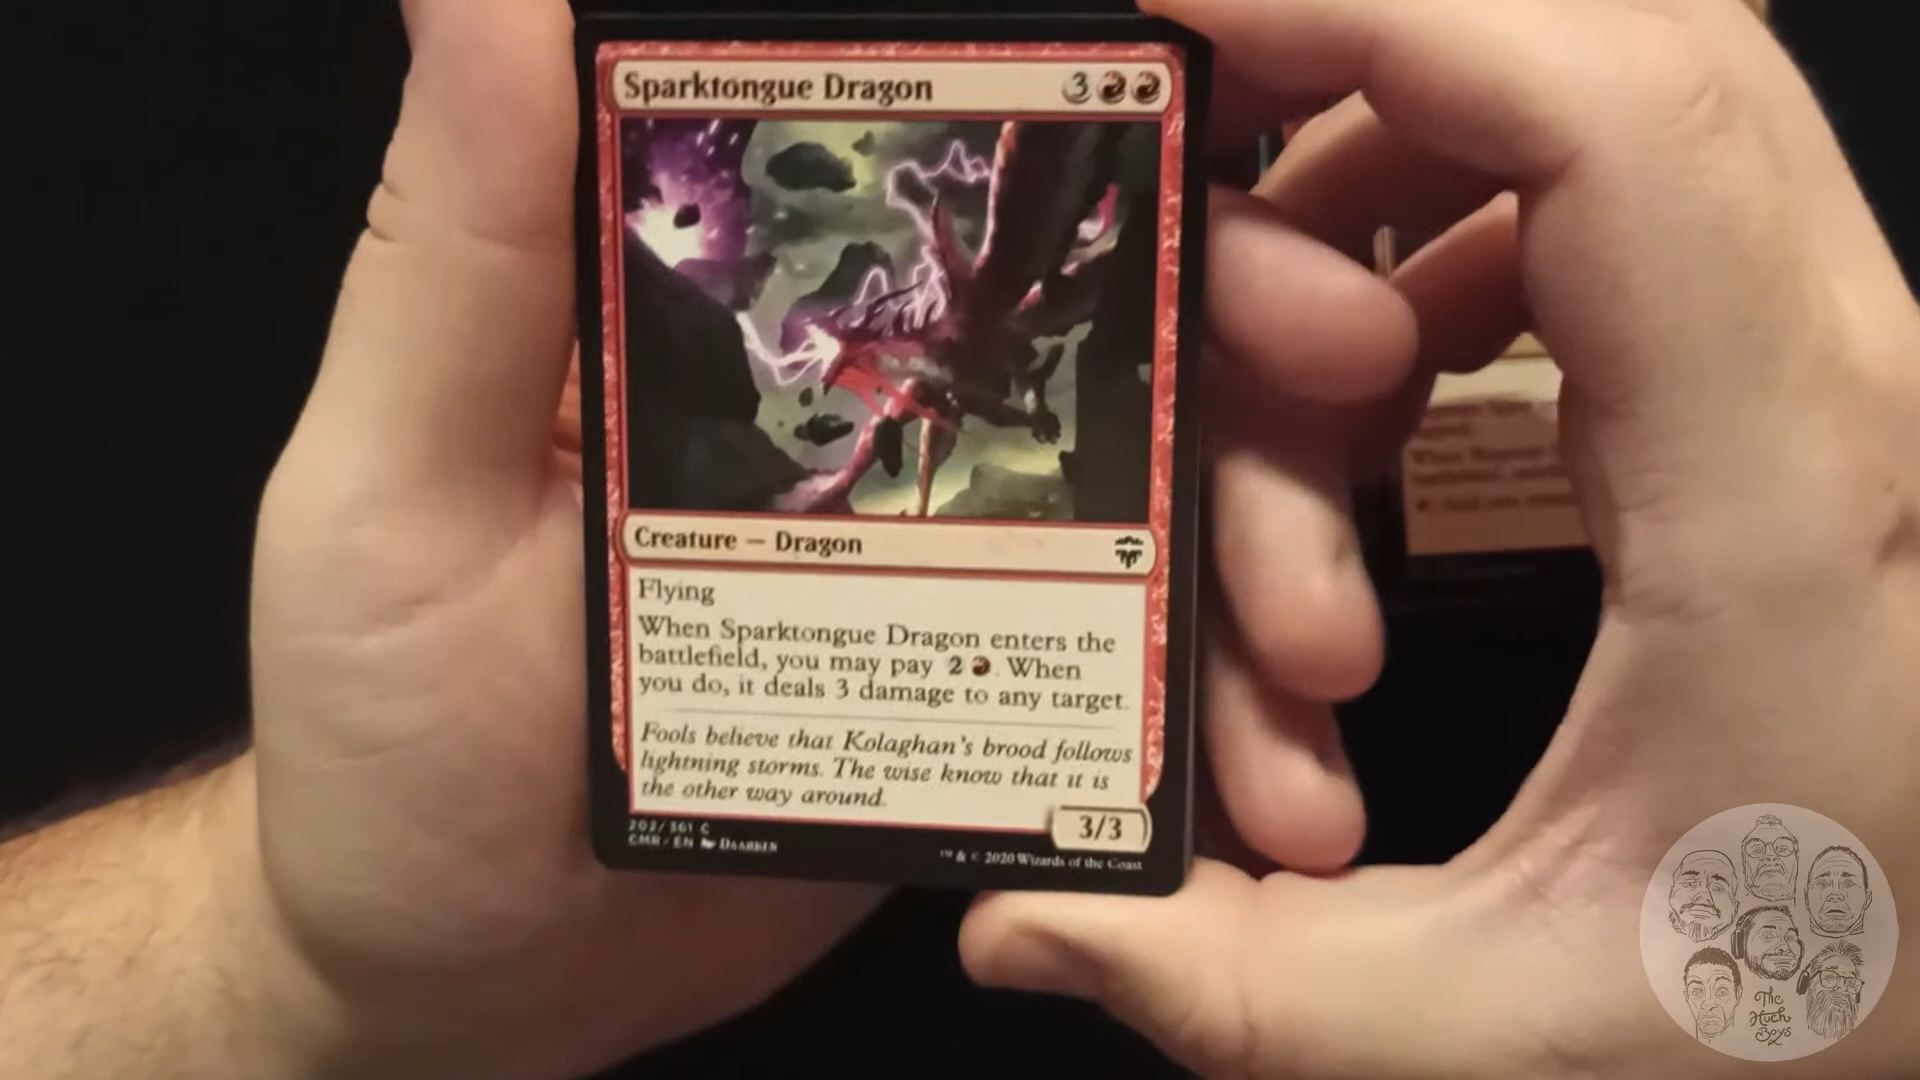 Sparktongue Dragon 3
Creature — Dragon
Flying
When Sparktongue Dragon enters the
battlefield, you may pay 2 . When
you do, it deals 3 damage to any target.
Fools believe that Kolaghan's brood follows
lightning storms. The wise know that it is
the other way around.
3/3
202/361 C
CMR · EN Daarken
™ & © 2020 Wizards of the Coast
The
Huch
Boys